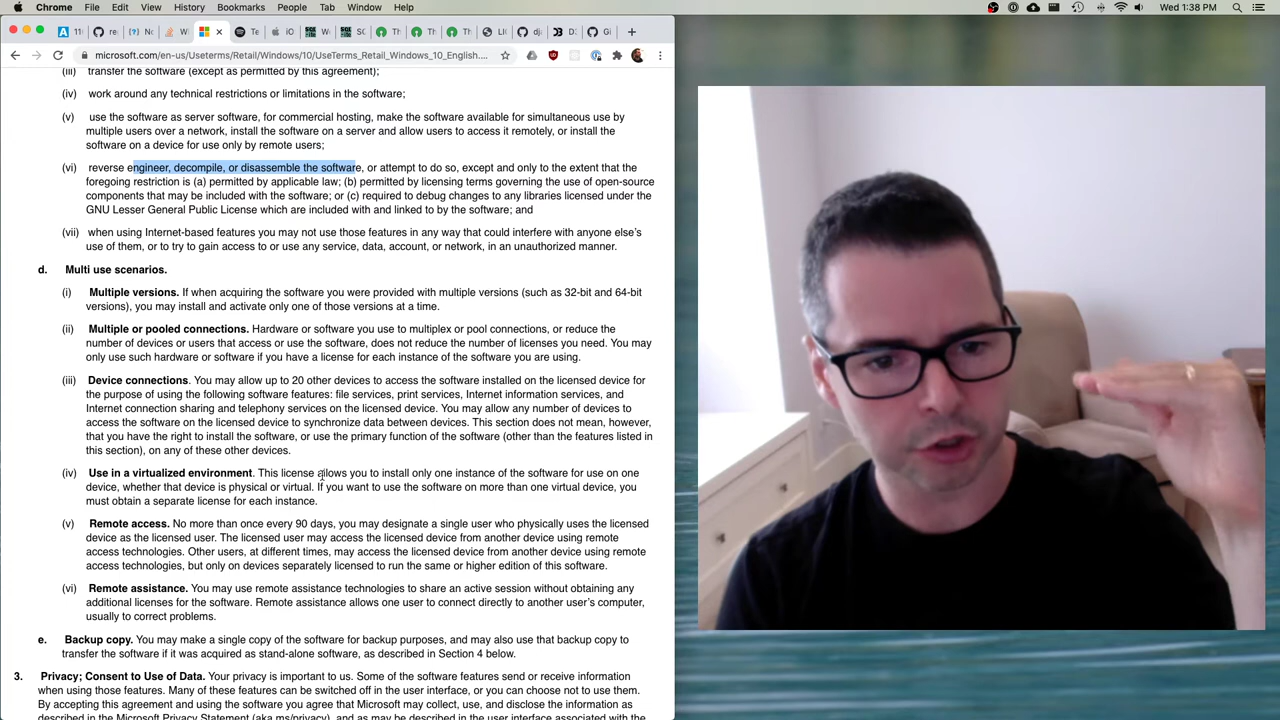 Chrome File Edit View History Bookmarks People Tab Window Help
Wed 1:38 PM
microsoft.com/en-us/Useterms/Retail/Windows/10/UseTerms_Retail_Windows_10_English....
(iii) transfer the software (except as permitted by this agreement);
(iv) work around any technical restrictions or limitations in the software;
(v) use the software as server software, for commercial hosting, make the software available for simultaneous use by
multiple users over a network, install the software on a server and allow users to access it remotely, or install the
software on a device for use only by remote users;
(vi) reverse engineer, decompile, or disassemble the software, or attempt to do so, except and only to the extent that the
foregoing restriction is (a) permitted by applicable law; (b) permitted by licensing terms governing the use of open-source
components that may be included with the software; or (c) required to debug changes to any libraries licensed under the
GNU Lesser General Public License which are included with and linked to by the software; and
(vii) when using Internet-based features you may not use those features in any way that could interfere with anyone else's
use of them, or to try to gain access to or use any service, data, account, or network, in an unauthorized manner.
d. Multi use scenarios.
(i) Multiple versions. If when acquiring the software you were provided with multiple versions (such as 32-bit and 64-bit
versions), you may install and activate only one of those versions at a time.
(ii) Multiple or pooled connections. Hardware or software you use to multiplex or pool connections, or reduce the
number of devices or users that access or use the software, does not reduce the number of licenses you need. You may
only use such hardware or software if you have a license for each instance of the software you are using.
(iii) Device connections. You may allow up to 20 other devices to access the software installed on the licensed device for
the purpose of using the following software features: file services, print services, Internet information services, and
Internet connection sharing and telephony services on the licensed device. You may allow any number of devices to
access the software on the licensed device to synchronize data between devices. This section does not mean, however,
that you have the right to install the software, or use the primary function of the software (other than the features listed in
this section), on any of these other devices.
(iv) Use in a virtualized environment. This license allows you to install only one instance of the software for use on one
device, whether that device is physical or virtual. If you want to use the software on more than one virtual device, you
must obtain a separate license for each instance.
(v) Remote access. No more than once every 90 days, you may designate a single user who physically uses the licensed
device as the licensed user. The licensed user may access the licensed device from another device using remote
access technologies. Other users, at different times, may access the licensed device from another device using remote
access technologies, but only on devices separately licensed to run the same or higher edition of this software.
(vi) Remote assistance. You may use remote assistance technologies to share an active session without obtaining any
additional licenses for the software. Remote assistance allows one user to connect directly to another user's computer,
usually to correct problems.
e. Backup copy. You may make a single copy of the software for backup purposes, and may also use that backup copy to
transfer the software if it was acquired as stand-alone software, as described in Section 4 below.
3. Privacy; Consent to Use of Data. Your privacy is important to us. Some of the software features send or receive information
when using those features. Many of these features can be switched off in the user interface, or you can choose not to use them.
By accepting this agreement and using the software you agree that Microsoft may collect, use, and disclose the information as
described in the Microsoft Privacy Statement (aka.ms/privacy), and as may be described in the user interface associated with the